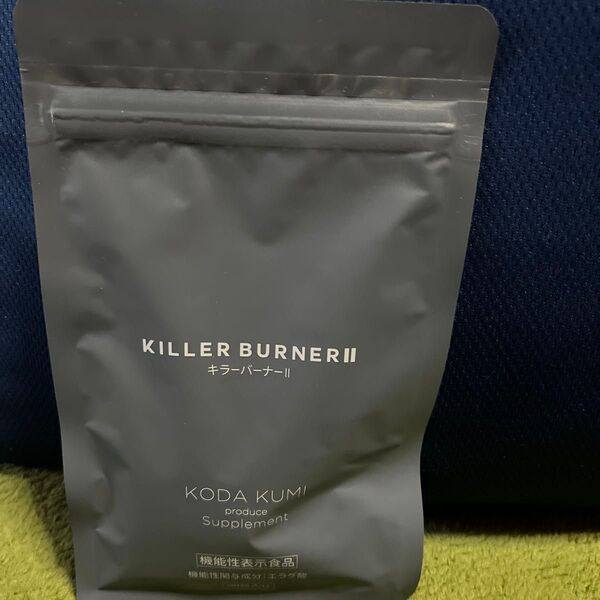 KILLER BURNER II
キラーバーナーII
KODA KUMI
produce
Supplement
機能性表示食品
機能性関与成分:エラグ酸